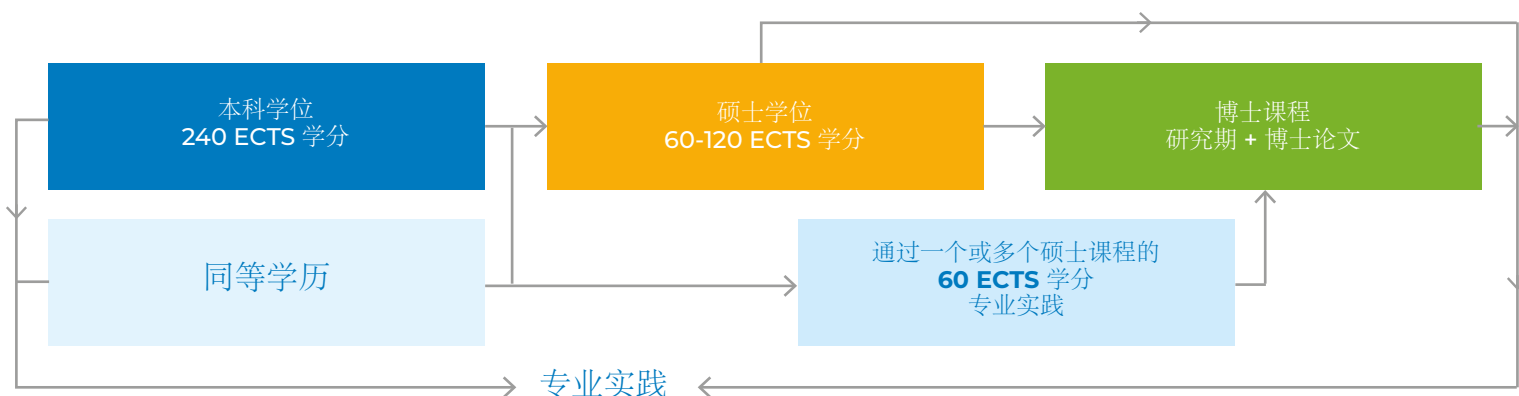 本科学位
240 ECTS 学分
硕士学位
60-120 ECTS 学分
博士课程
研究期 + 博士论文
同等学历
通过一个或多个硕士课程的
60 ECTS 学分
专业实践
专业实践